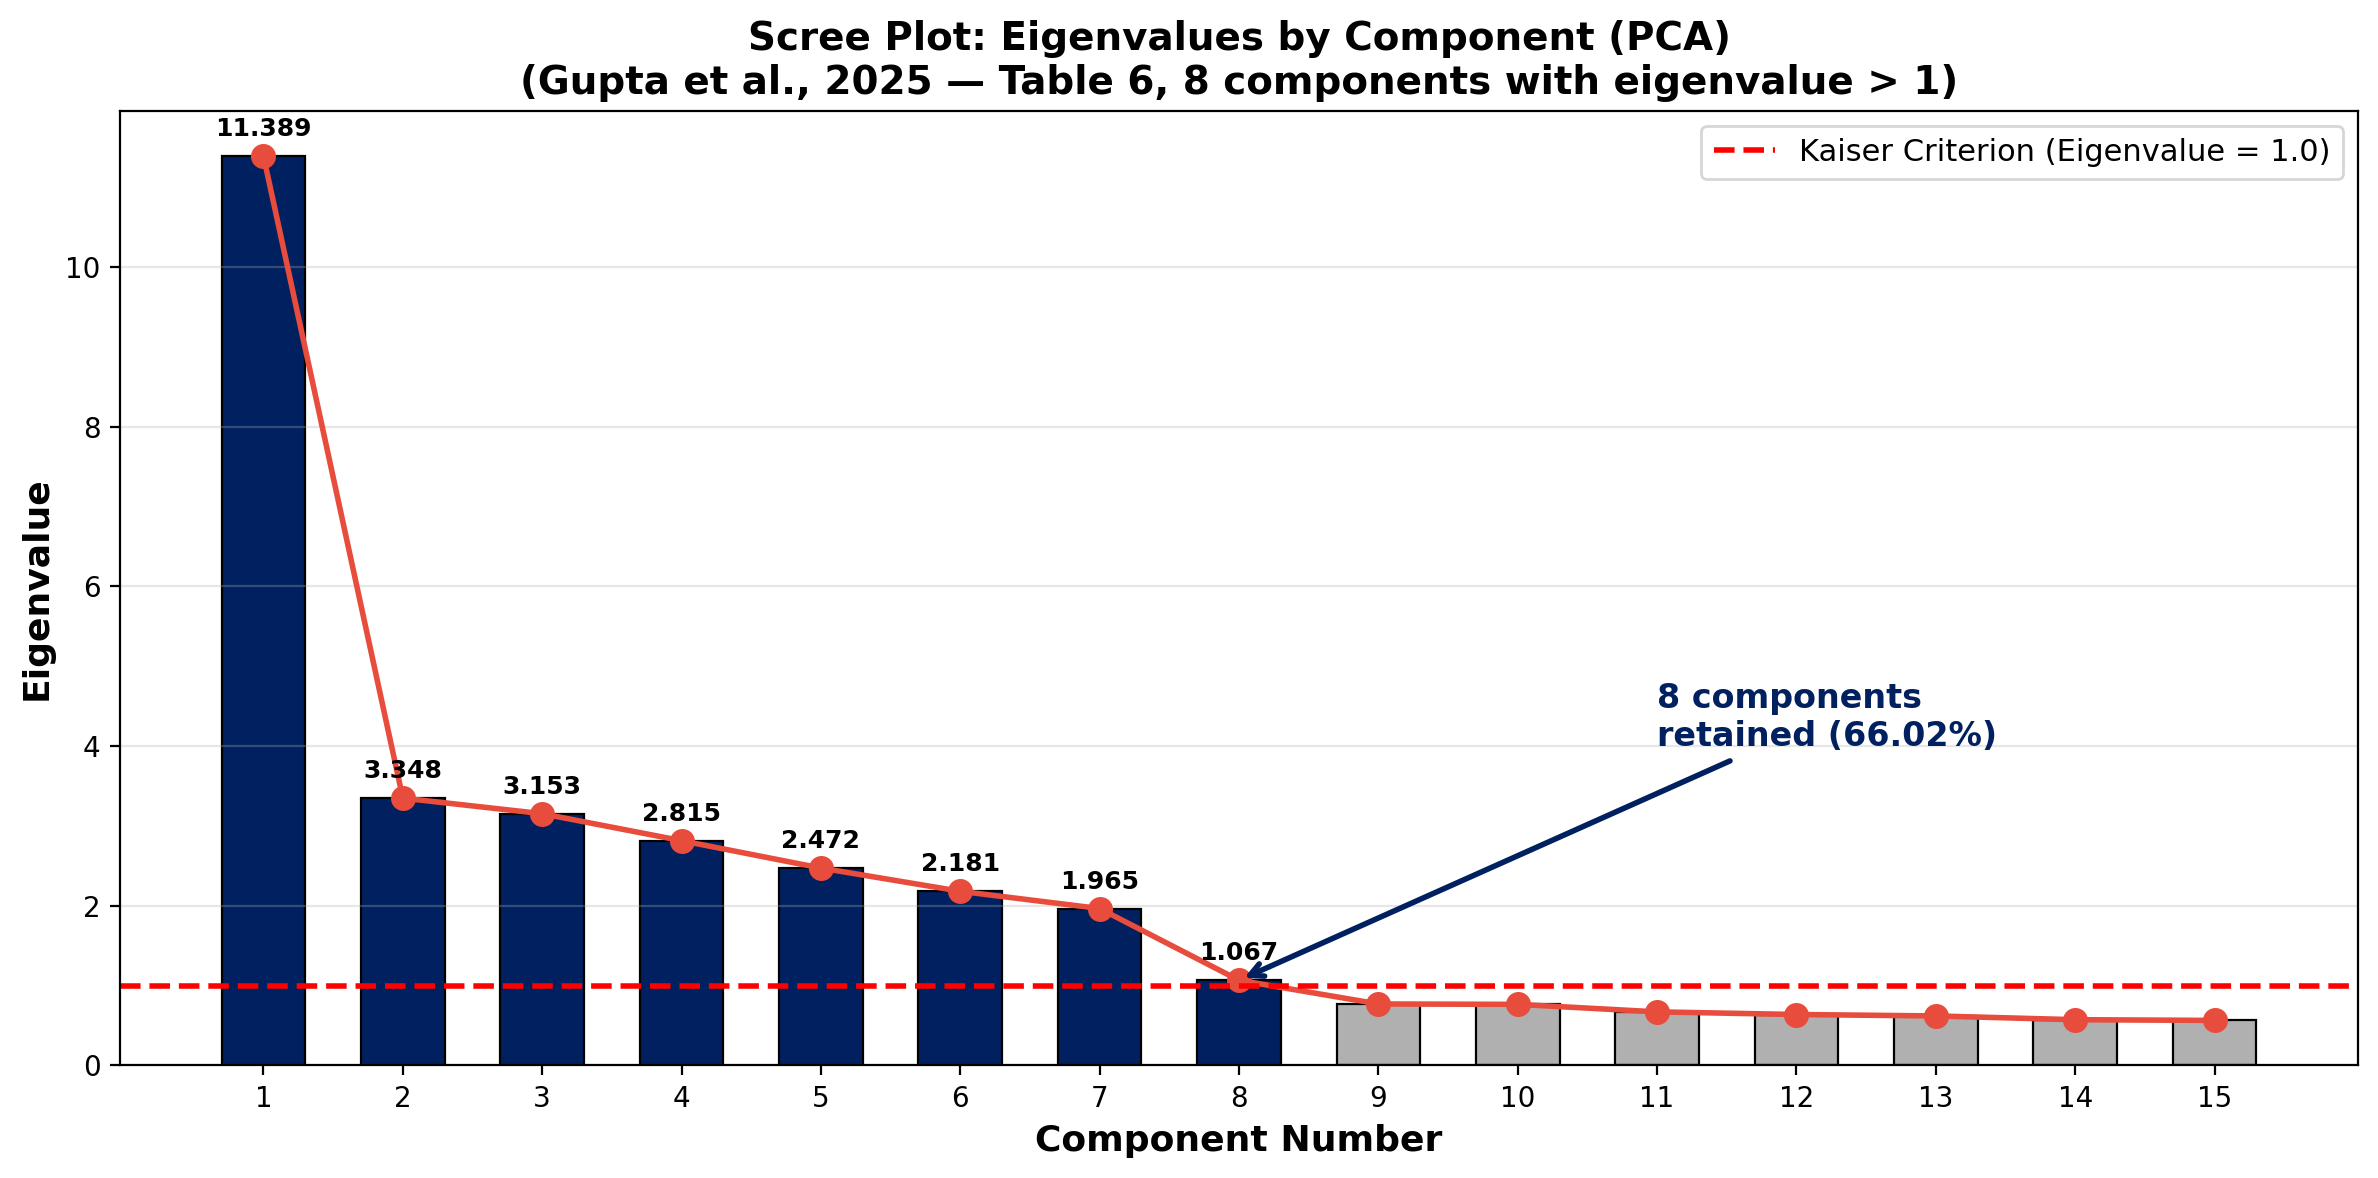 Scree Plot: Eigenvalues by Component (PCA)
(Gupta et al., 2025 — Table 6, 8 components with eigenvalue > 1)
Kaiser Criterion (Eigenvalue = 1.0)
Eigenvalue
10
8
6
4
2
0
11.389
3.348
3.153
2.815
2.472
2.181
1.965
1.067
8 components
retained (66.02%)
1 2 3 4 5 6 7 8 9 10 11 12 13 14 15
Component Number